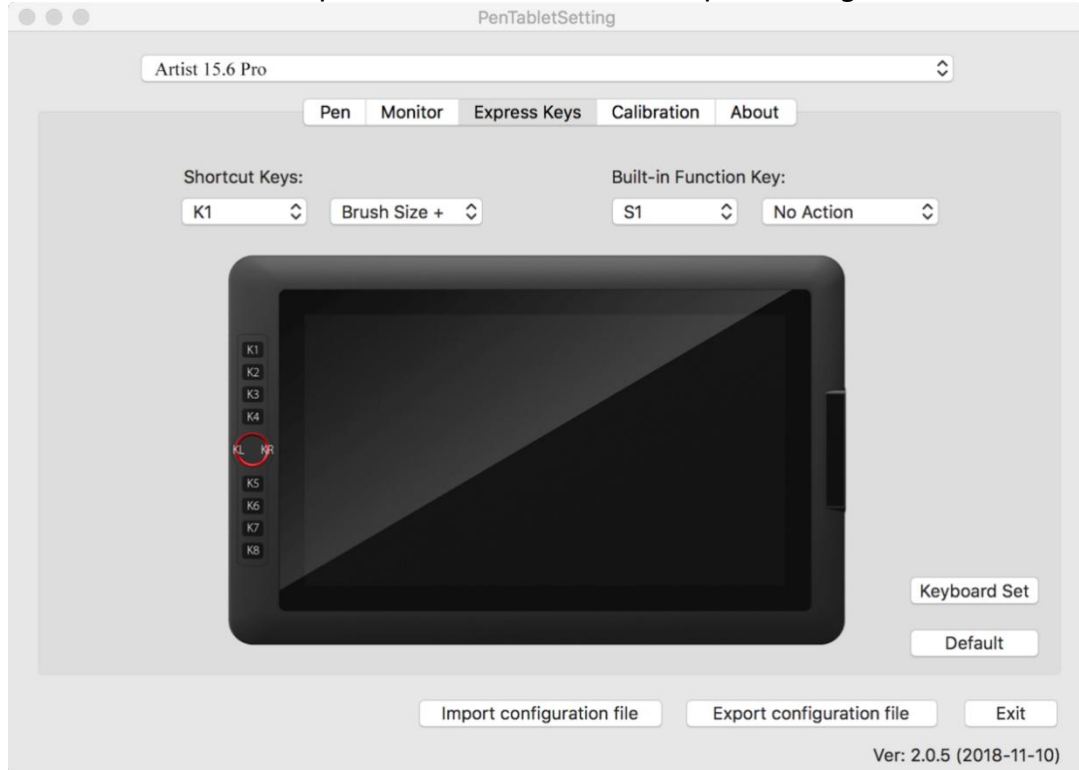 PenTabletSetting
Artist 15.6 Pro
Pen Monitor Express Keys Calibration About
Shortcut Keys: Built-in Function Key:
K1 Brush Size + S1 No Action
K1
K2
K3
K4
KL KR
K5
K6
K7
K8
Keyboard Set
Default
Import configuration file Export configuration file Exit
Ver: 2.0.5 (2018-11-10)